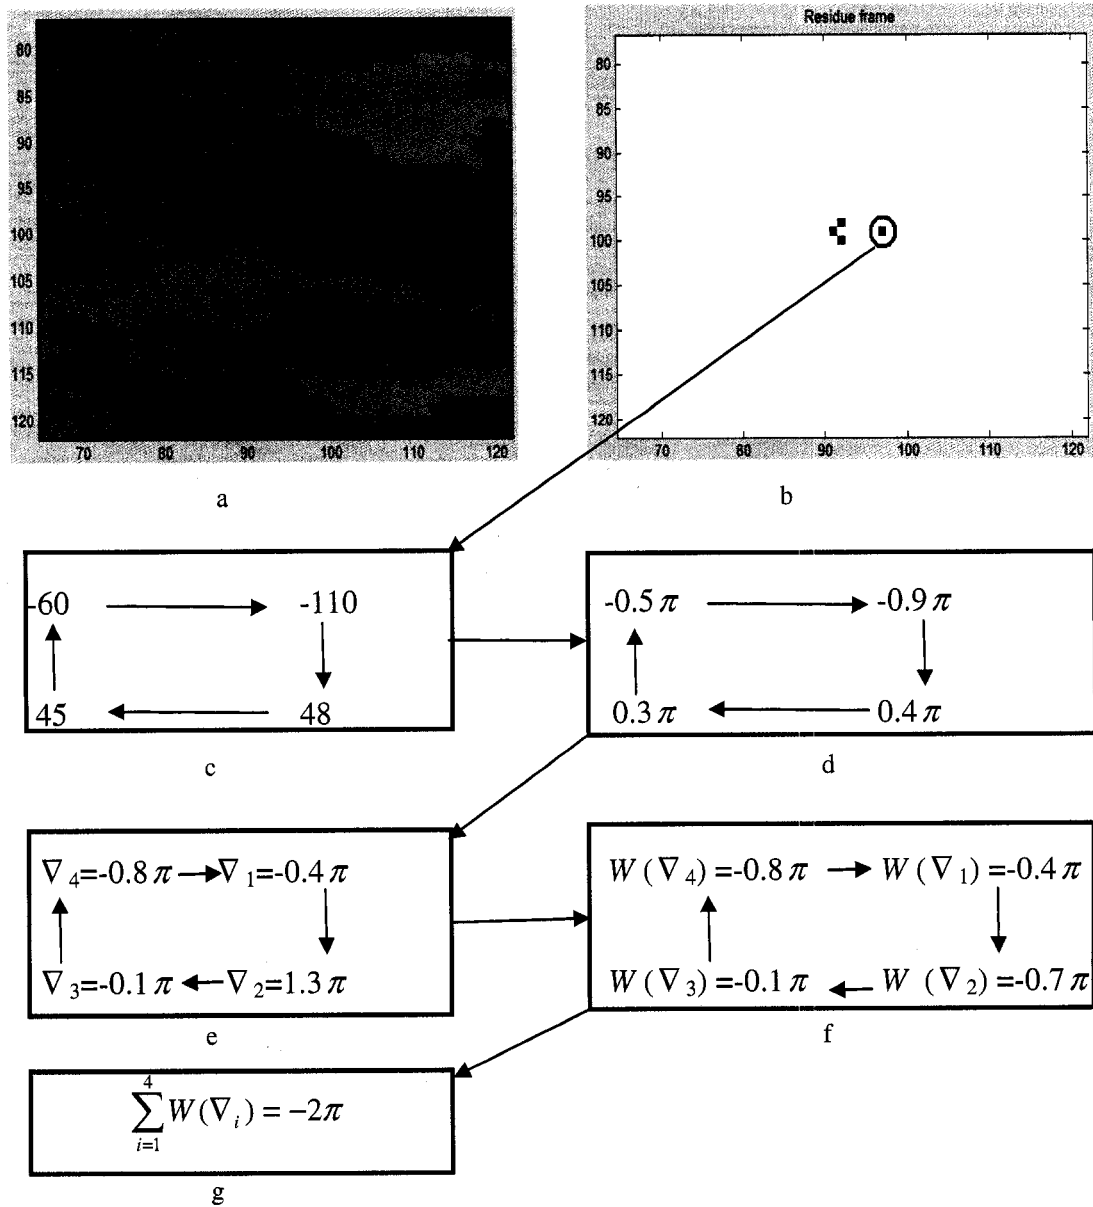 Residue frame
80
85
90
95
100
105
110
115
120
70 80 90 100 110 120
80
85
90
95
100
105
110
115
120
70 80 90 100 110 120
a
b
-60 -110
45 48
c
-0.5π -0.9π
0.3π 0.4π
d
∇4=-0.8π ∇1=-0.4π
∇3=-0.1π ∇2=1.3π
e
W(∇4)=-0.8π W(∇1)=-0.4π
W(∇3)=-0.1π W(∇2)=-0.7π
f
∑_{i=1}^{4} W(∇i) = −2π
g